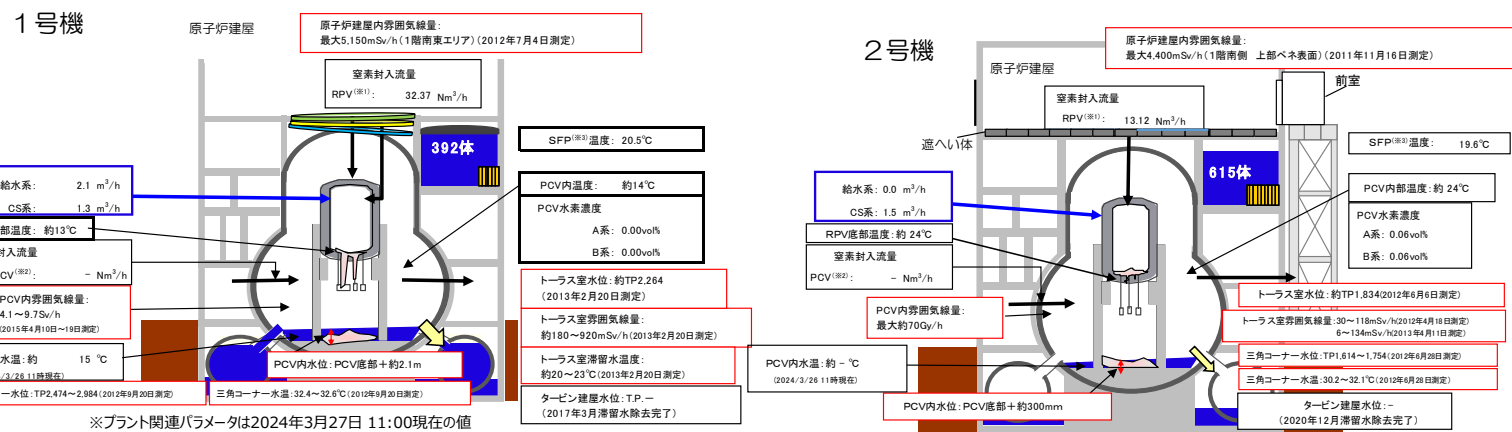 1号機
原子炉建屋
原子炉建屋内雰囲気線量:
最大5,150mSv/h(1階南東エリア)(2012年7月4日測定)
窒素封入流量
RPV(※1): 32.37 Nm³/h
392体
SFP(※3)温度: 20.5℃
給水系: 2.1 m³/h
CS系: 1.3 m³/h
部温度: 約13℃
封入流量
CV(※2): - Nm³/h
PCV内温度: 約14℃
PCV水素濃度
A系: 0.00vol%
B系: 0.00vol%
PCV内雰囲気線量:
4.1~9.7Sv/h
(2015年4月10日~19日測定)
トーラス室水位:約TP2,264
(2013年2月20日測定)
トーラス室雰囲気線量:
約180~920mSv/h(2013年2月20日測定)
水温:約 15 ℃
/3/26 11時現在)
PCV内水位:PCV底部+約2.1m
トーラス室滞留水温度:
約20~23℃(2013年2月20日測定)
ー水位:TP2,474~2,984(2012年9月20日測定)
三角コーナー水温:32.4~32.6℃(2012年9月20日測定)
タービン建屋水位:T.P.-
(2017年3月滞留水除去完了)
※プラント関連パラメータは2024年3月27日 11:00現在の値
2号機
原子炉建屋
原子炉建屋内雰囲気線量:
最大4,400mSv/h(1階南側 上部ペネ表面)(2011年11月16日測定)
前室
窒素封入流量
RPV(※1): 13.12 Nm³/h
遮へい体
615体
SFP(※3)温度: 19.6℃
給水系: 0.0 m³/h
CS系: 1.5 m³/h
RPV底部温度:約 24℃
窒素封入流量
PCV(※2): - Nm³/h
PCV内部温度:約 24℃
PCV水素濃度
A系: 0.06vol%
B系: 0.06vol%
PCV内雰囲気線量:
最大約70Gy/h
トーラス室水位:約TP1,834(2012年6月6日測定)
トーラス室雰囲気線量:30~118mSv/h(2012年4月18日測定)
6~134mSv/h(2013年4月11日測定)
PCV内水温:約 - ℃
(2024/3/26 11時現在)
三角コーナー水位:TP1,614~1,754(2012年6月28日測定)
三角コーナー水温:30.2~32.1℃(2012年6月28日測定)
PCV内水位:PCV底部+約300mm
タービン建屋水位:-
(2020年12月滞留水除去完了)